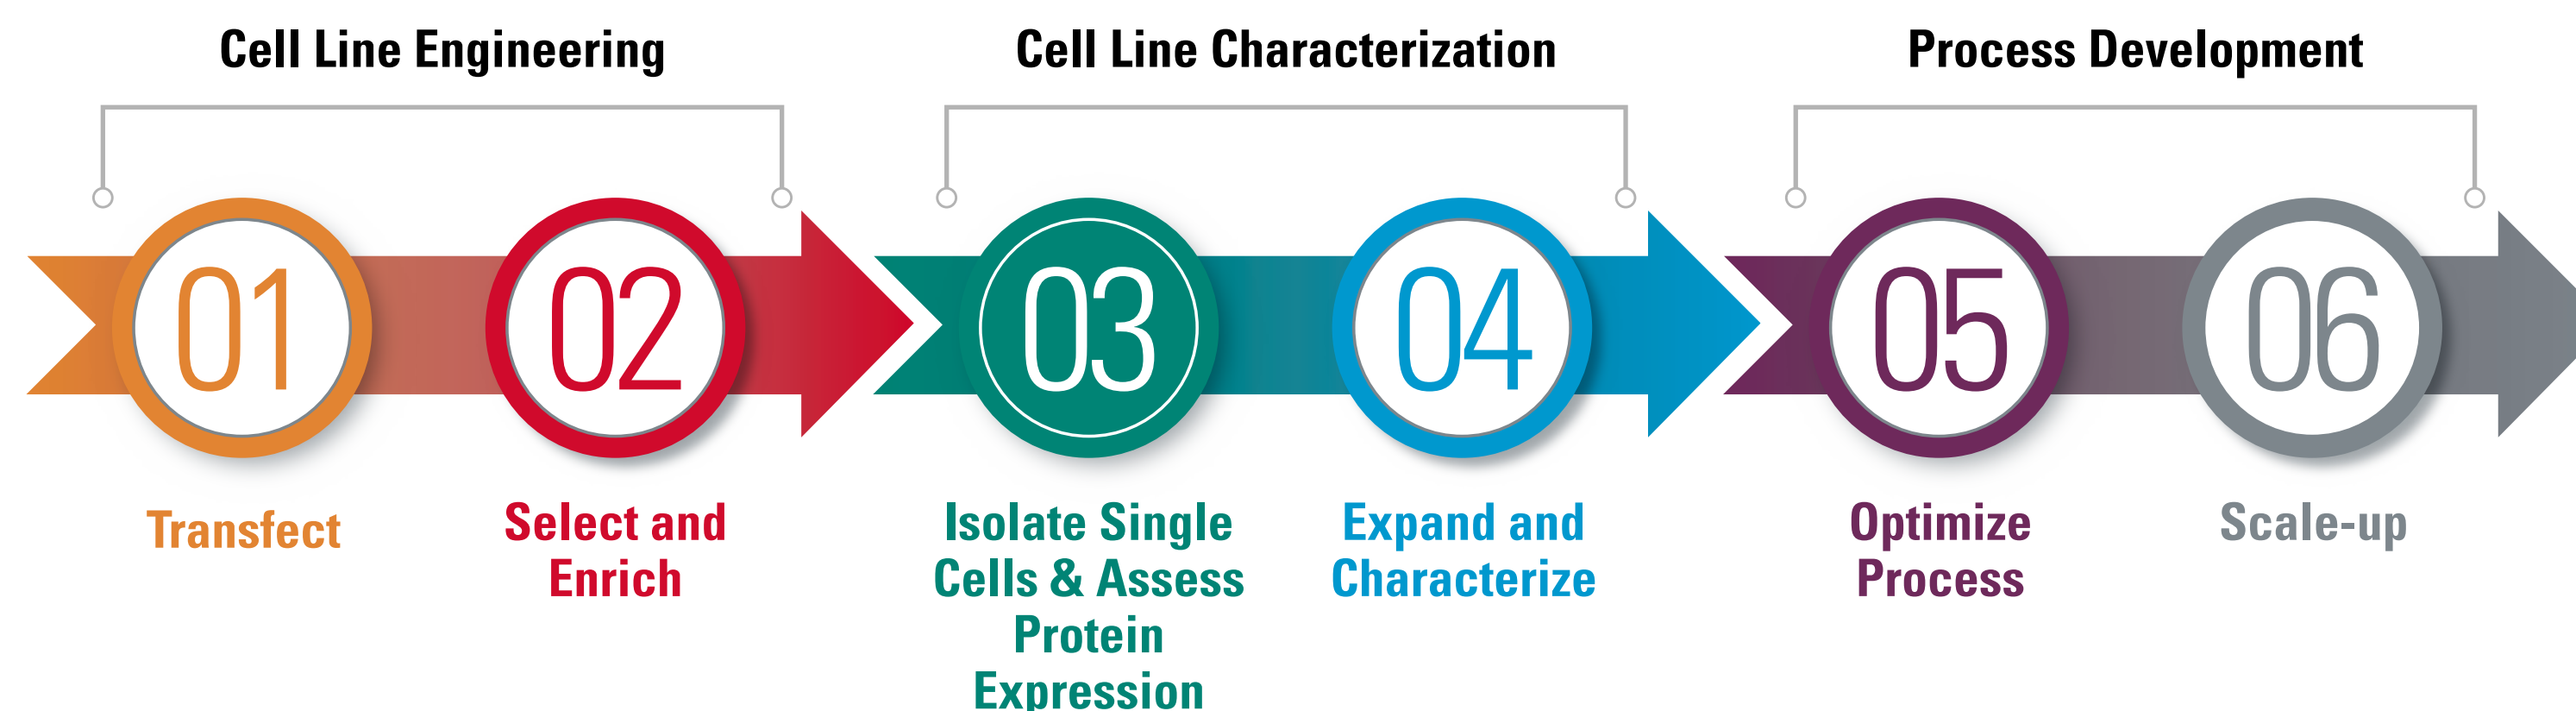 Cell Line Engineering
Cell Line Characterization
Process Development
01
02
03
04
05
06
Transfect
Select and
Enrich
Isolate Single
Cells & Assess
Protein
Expression
Expand and
Characterize
Optimize
Process
Scale-up